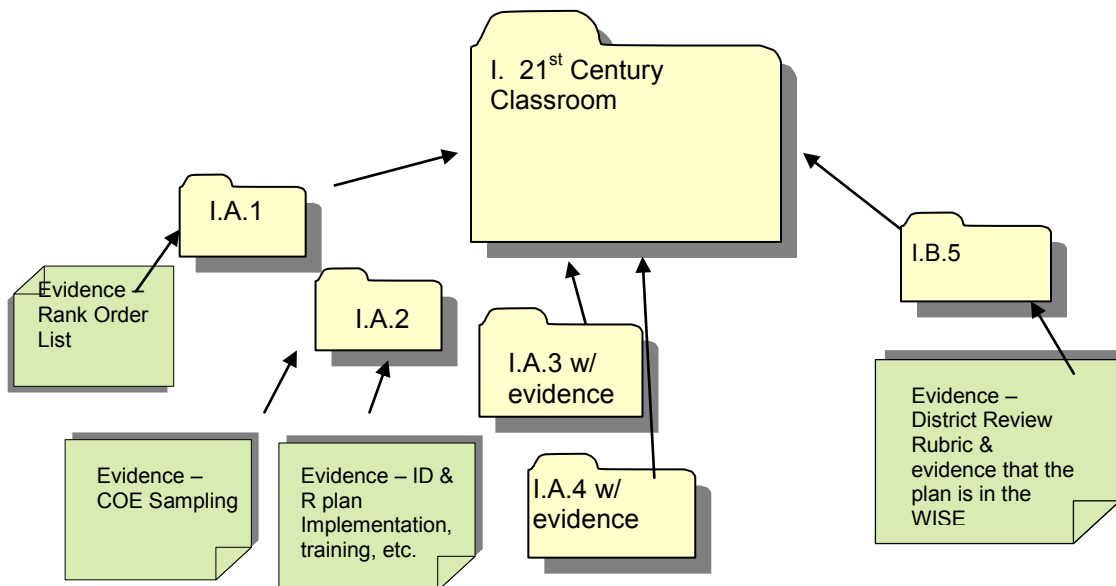 I. 21st Century
Classroom
I.A.1
Evidence –
Rank Order
List
I.A.2
I.B.5
I.A.3 w/
evidence
Evidence –
COE Sampling
Evidence – ID &
R plan
Implementation,
training, etc.
I.A.4 w/
evidence
Evidence –
District Review
Rubric &
evidence that the
plan is in the
WISE